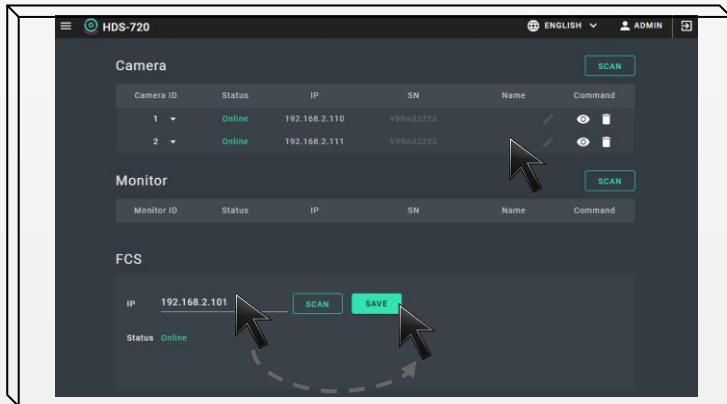 HDS-720 ENGLISH ADMIN
Camera SCAN
Camera ID Status IP SN Name Command
1 Online 192.168.2.110 V89A02223
2 Online 192.168.2.111 V89A02233
Monitor SCAN
Monitor ID Status IP SN Name Command
FCS
IP 192.168.2.101 SCAN SAVE
Status Online